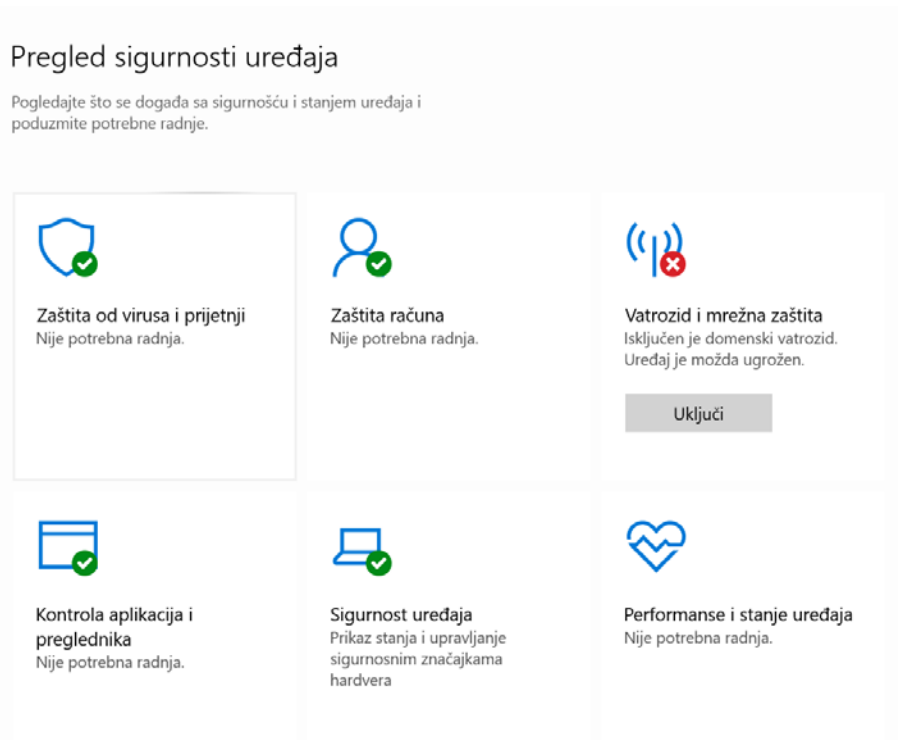 Pregled sigurnosti uređaja
Pogledajte što se događa sa sigurnošću i stanjem uređaja i
poduzmite potrebne radnje.
Zaštita od virusa i prijetnji
Nije potrebna radnja.
Zaštita računa
Nije potrebna radnja.
Vatrozid i mrežna zaštita
Isključen je domenski vatrozid.
Uređaj je možda ugrožen.
Uključi
Kontrola aplikacija i
preglednika
Nije potrebna radnja.
Sigurnost uređaja
Prikaz stanja i upravljanje
sigurnosnim značajkama
hardvera
Performanse i stanje uređaja
Nije potrebna radnja.